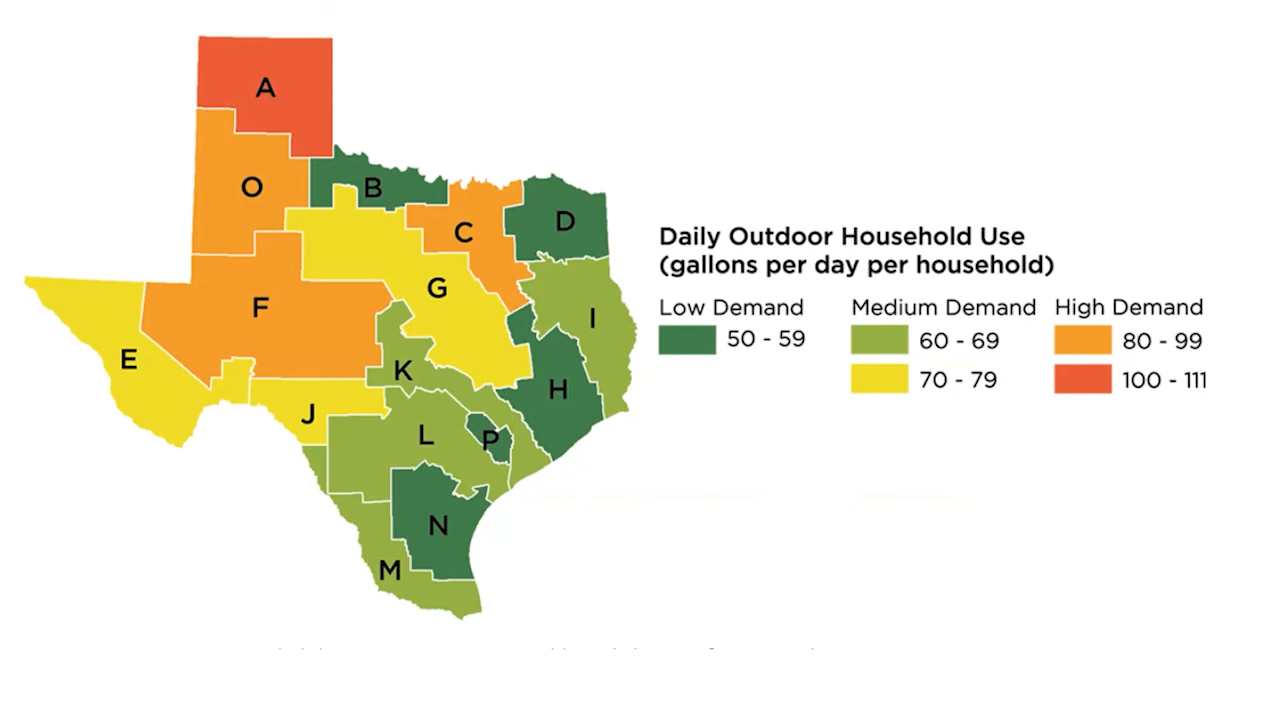 A
O
B
C
D
G
F
I
E
K
H
J
L
P
N
M
Daily Outdoor Household Use
(gallons per day per household)
Low Demand
50 - 59
Medium Demand
60 - 69
70 - 79
High Demand
80 - 99
100 - 111